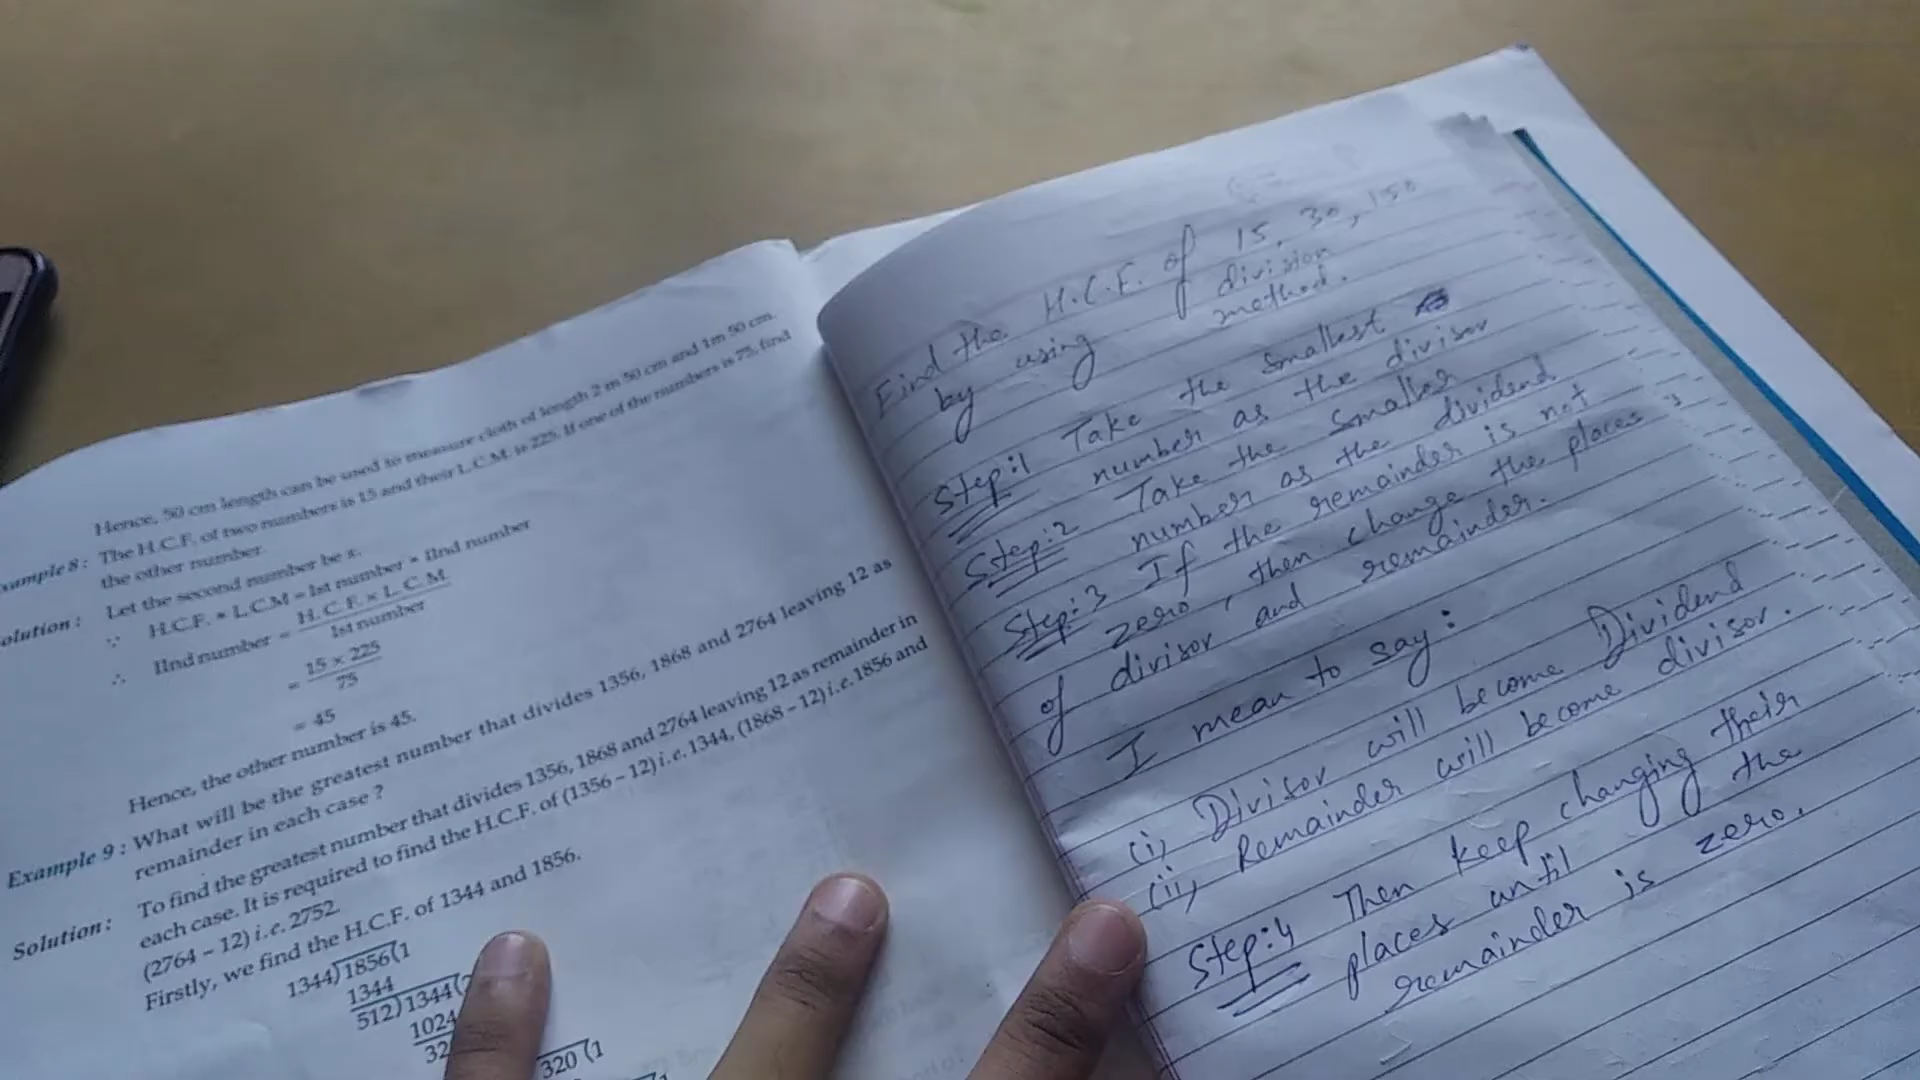 Hence, 50 cm length can be used to measure cloth of length 2 m 50 cm and 1m 50 cm.
xample 8 : The H.C.F. of two numbers is 15 and their L.C.M. is 225. If one of the numbers is 75, find
the other number.
olution : Let the second number be x.
∵ H.C.F. × L.C.M = Ist number × IInd number
∴ IInd number = H.C.F. × L.C.M. / Ist number
= 15 × 225 / 75
= 45
Hence, the other number is 45.
Example 9 : What will be the greatest number that divides 1356, 1868 and 2764 leaving 12 as
remainder in each case ?
Solution : To find the greatest number that divides 1356, 1868 and 2764 leaving 12 as remainder in
each case. It is required to find the H.C.F. of (1356 – 12) i.e. 1344, (1868 – 12) i.e. 1856 and
(2764 – 12) i.e. 2752.
Firstly, we find the H.C.F. of 1344 and 1856.
1344)1856(1
1344
512)1344(
1024
32
320(1
Find the H.C.F. of 15, 30, 150
by using division
method.
Step:1 Take the smallest
number as the divisor
Step:2 Take the smaller
number as the dividend
Step:3 If the remainder is not
zero, then change the places
of divisor and remainder.
I mean to say:
(i) Divisor will become Dividend
(ii) Remainder will become divisor.
Step:4 Then keep changing their
places until the
remainder is zero.